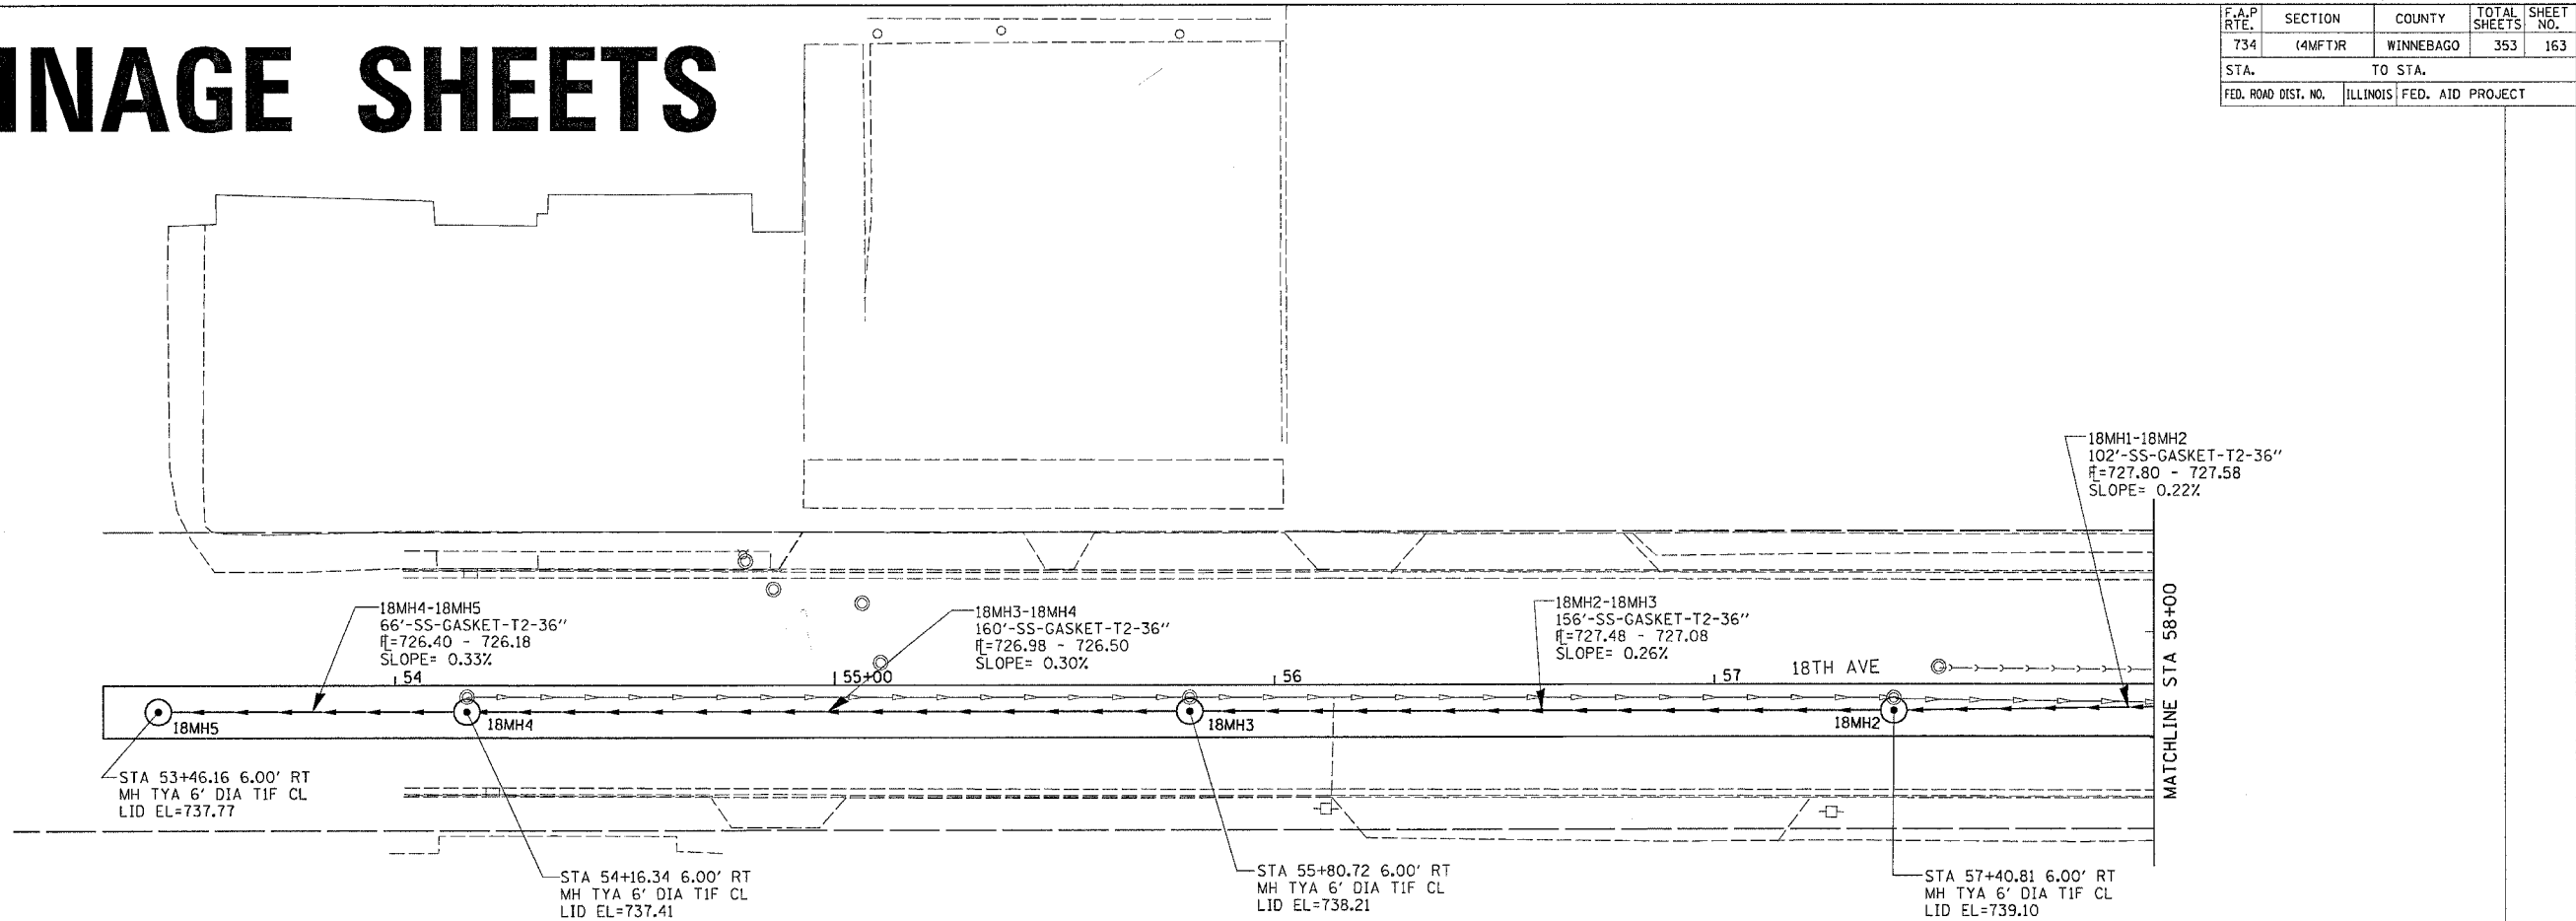 INAGE SHEETS
F.A.P RTE. SECTION COUNTY TOTAL SHEETS SHEET NO.
734 (4MFT)R WINNEBAGO 353 163
STA. TO STA.
FED. ROAD DIST. NO. ILLINOIS FED. AID PROJECT
18MH1-18MH2
102'-SS-GASKET-T2-36"
FL=727.80 - 727.58
SLOPE= 0.22%
18MH4-18MH5
66'-SS-GASKET-T2-36"
FL=726.40 - 726.18
SLOPE= 0.33%
18MH3-18MH4
160'-SS-GASKET-T2-36"
FL=726.98 - 726.50
SLOPE= 0.30%
18MH2-18MH3
156'-SS-GASKET-T2-36"
FL=727.48 - 727.08
SLOPE= 0.26%
54
55+00
56
57
18TH AVE
MATCHLINE STA 58+00
18MH5
18MH4
18MH3
18MH2
STA 53+46.16 6.00' RT
MH TYA 6' DIA T1F CL
LID EL=737.77
STA 54+16.34 6.00' RT
MH TYA 6' DIA T1F CL
LID EL=737.41
STA 55+80.72 6.00' RT
MH TYA 6' DIA T1F CL
LID EL=738.21
STA 57+40.81 6.00' RT
MH TYA 6' DIA T1F CL
LID EL=739.10